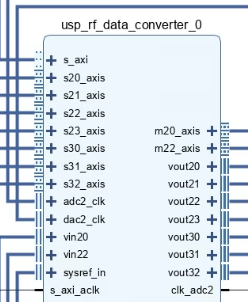 usp_rf_data_converter_0
s_axi
s20_axis
s21_axis
s22_axis
s23_axis m20_axis
s30_axis m22_axis
s31_axis vout20
s32_axis vout21
adc2_clk vout22
dac2_clk vout23
vin20 vout30
vin22 vout31
sysref_in vout32
s_axi_aclk clk_adc2